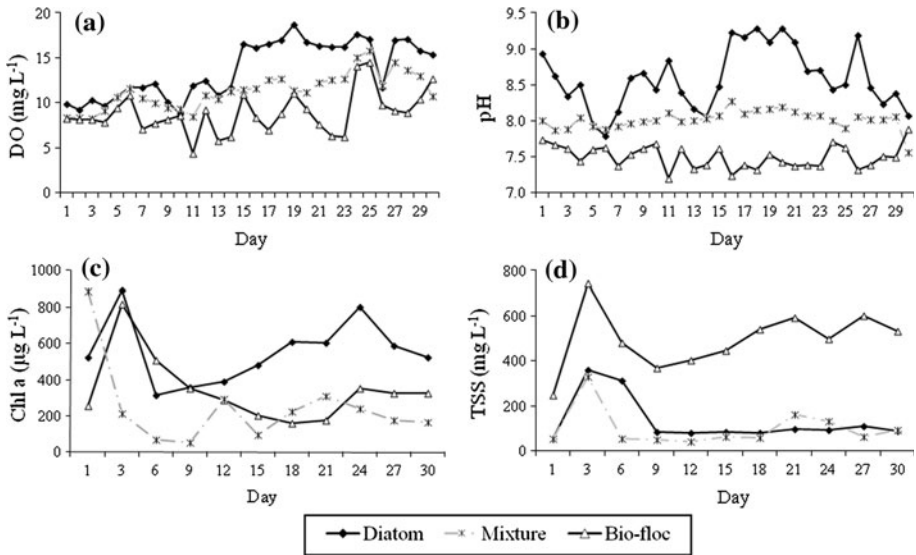 (a)
DO (mg L-1)
20
15
10
5
0
1 3 5 7 9 11 13 15 17 19 21 23 25 27 29
Day
(b)
pH
9.5
9.0
8.5
8.0
7.5
7.0
1 3 5 7 9 11 13 15 17 19 21 23 25 27 29
Day
(c)
Chl a (µg L-1)
1000
800
600
400
200
0
1 3 6 9 12 15 18 21 24 27 30
Day
(d)
TSS (mg L-1)
800
600
400
200
0
1 3 6 9 12 15 18 21 24 27 30
Day
Diatom Mixture Bio-floc